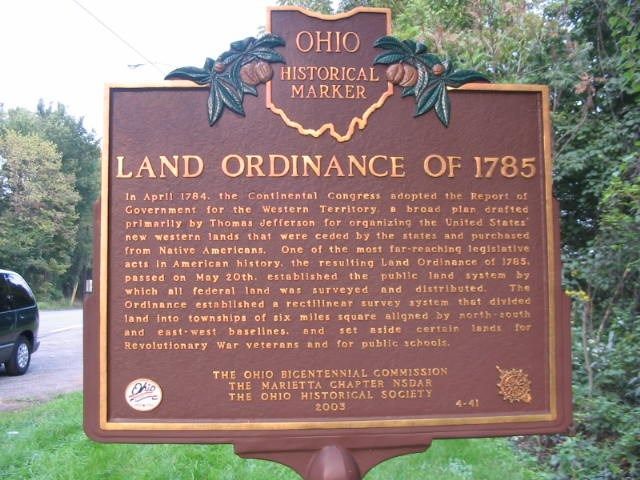 OHIO
HISTORICAL
MARKER
LAND ORDINANCE OF 1785
In April 1784, the Continental Congress adopted the Report of
Government for the Western Territory, a broad plan drafted
primarily by Thomas Jefferson for organizing the United States'
new western lands that were ceded by the states and purchased
from Native Americans. One of the most far-reaching legislative
acts in American history, the resulting Land Ordinance of 1785,
passed on May 20th, established the public land system by
which all federal land was surveyed and distributed. The
Ordinance established a rectilinear survey system that divided
land into townships of six miles square aligned by north-south
and east-west baselines, and set aside certain lands for
Revolutionary War veterans and for public schools.
THE OHIO BICENTENNIAL COMMISSION
THE MARIETTA CHAPTER NSDAR
THE OHIO HISTORICAL SOCIETY
2003
4-41
Ohio